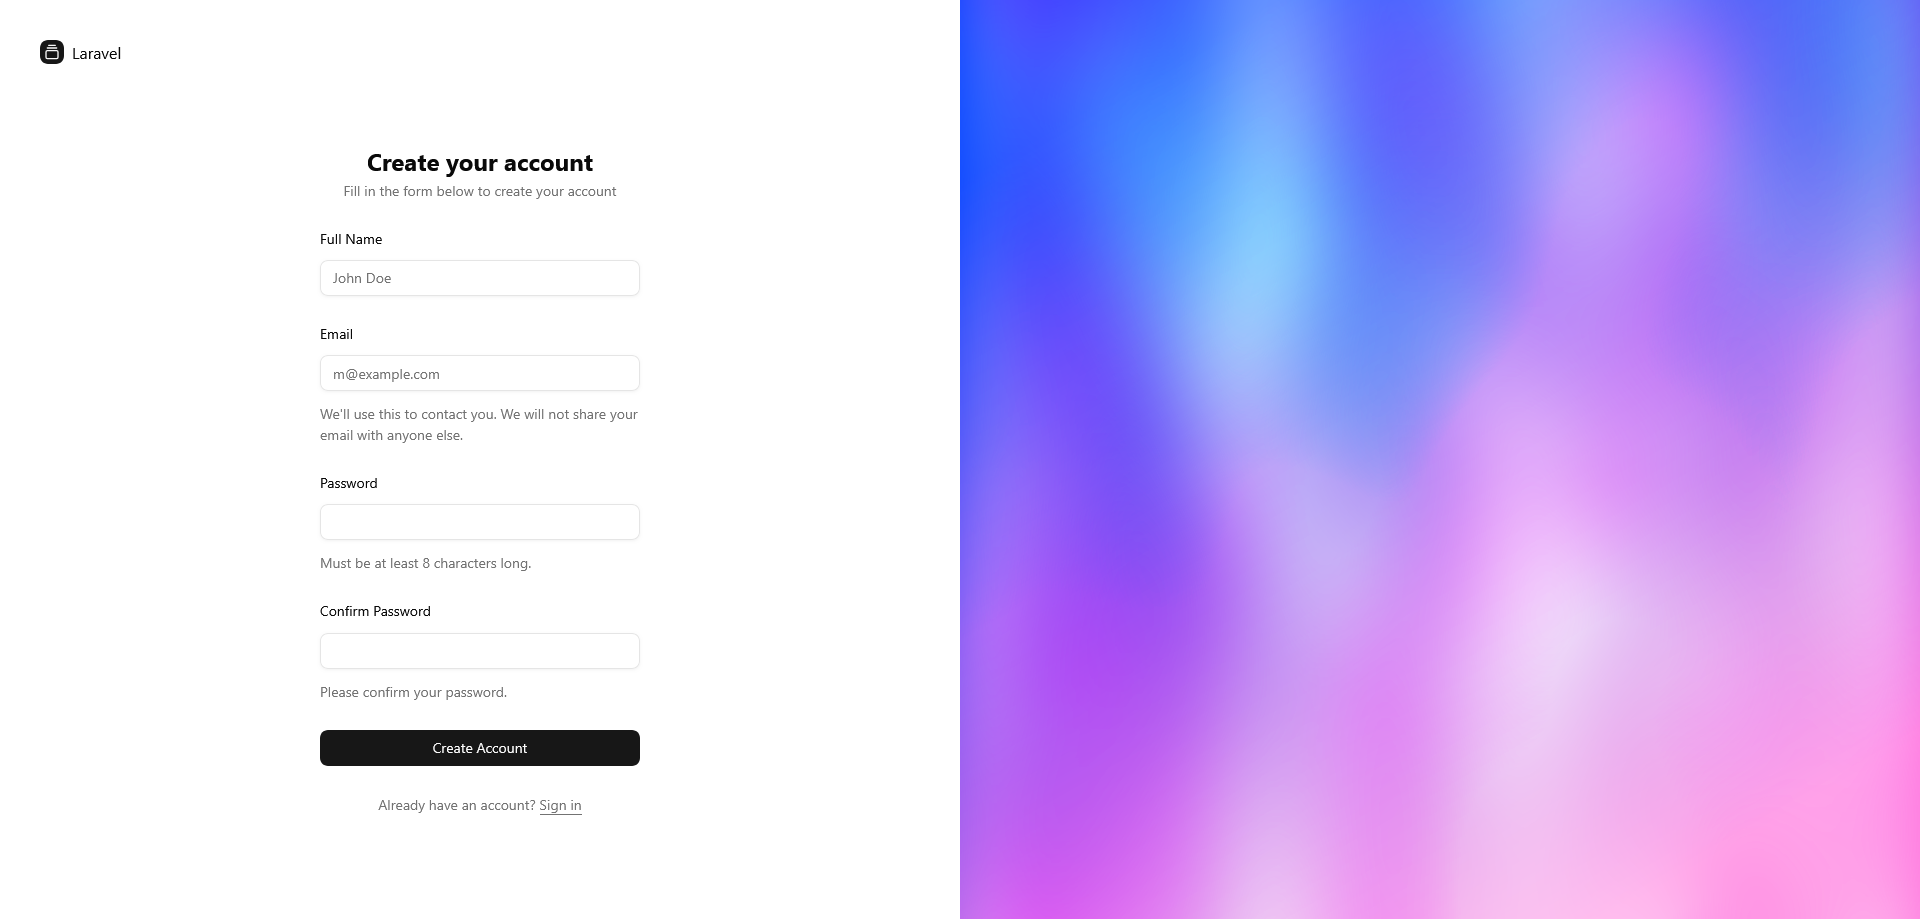 Laravel
Create your account
Fill in the form below to create your account
Full Name
John Doe
Email
m@example.com
We'll use this to contact you. We will not share your
email with anyone else.
Password
Must be at least 8 characters long.
Confirm Password
Please confirm your password.
Create Account
Already have an account? Sign in